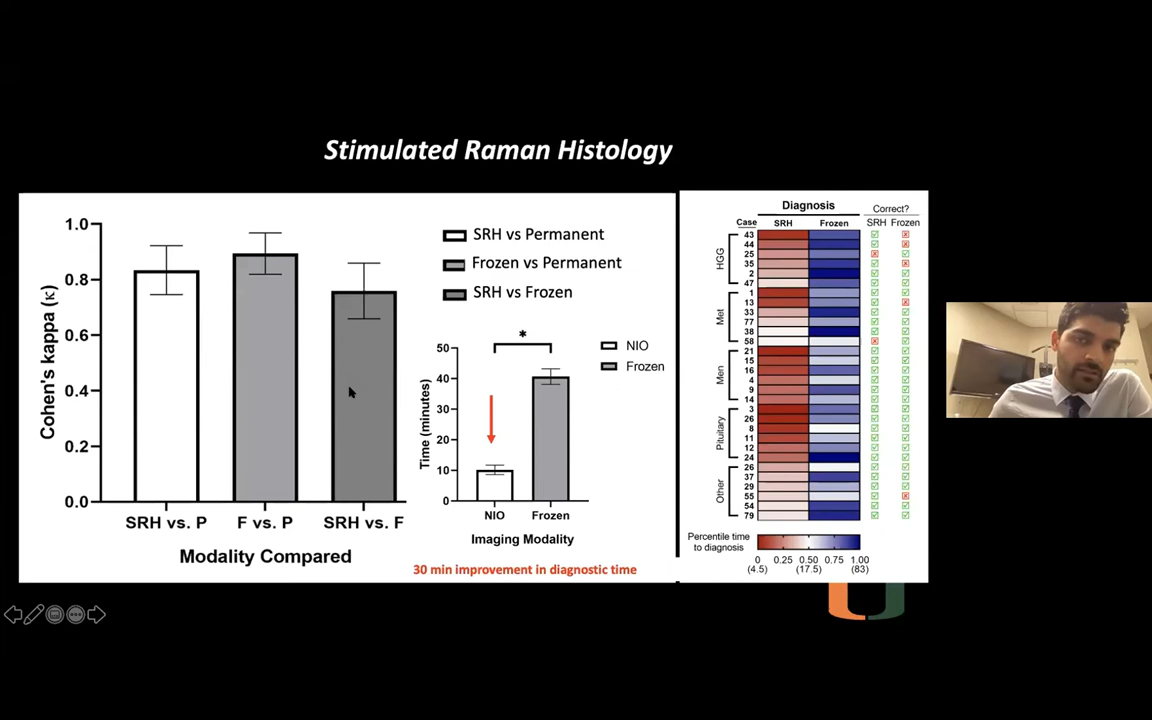 Stimulated Raman Histology
1.0
0.8
0.6
0.4
0.2
0.0
Cohen's kappa (κ)
SRH vs. P
F vs. P
SRH vs. F
Modality Compared
SRH vs Permanent
Frozen vs Permanent
SRH vs Frozen
*
NIO
Frozen
50
40
30
20
10
0
Time (minutes)
NIO
Frozen
Imaging Modality
30 min improvement in diagnostic time
Diagnosis
Correct?
Case SRH Frozen SRH Frozen
HGG
43
44
25
35
2
47
Met
1
13
33
77
38
58
Men
21
15
16
4
9
14
Pituitary
3
26
8
11
12
24
Other
26
37
29
55
54
79
Percentile time
to diagnosis
0 0.25 0.50 0.75 1.00
(4.5) (17.5) (83)